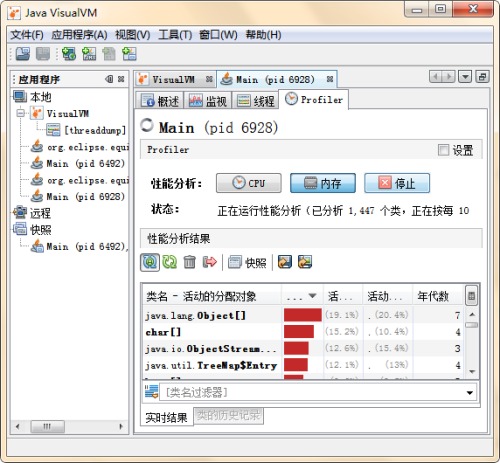 Java VisualVM
文件(F) 应用程序(A) 视图(V) 工具(T) 窗口(W) 帮助(H)
应用程序
本地
VisualVM
[threaddump]
org.eclipse.equi
Main (pid 6492)
org.eclipse.equi
Main (pid 6928)
远程
快照
Main (pid 6492),
VisualVM Main (pid 6928)
概述 监视 线程 Profiler
Main (pid 6928)
Profiler 设置
性能分析: CPU 内存 停止
状态: 正在运行性能分析 (已分析 1,447 个类, 正在按每 10
性能分析结果
快照
类名 - 活动的分配对象 ... 活... 活动... 年代数
java.lang.Object[] (19.1%) .(20.4%) 7
char[] (15.2%) .(10.4%) 4
java.io.ObjectStream... (12.6%) .(15.4%) 3
java.util.TreeMap$Entry (12.1%) . (13%) 4
[类名过滤器]
实时结果 类的历史记录